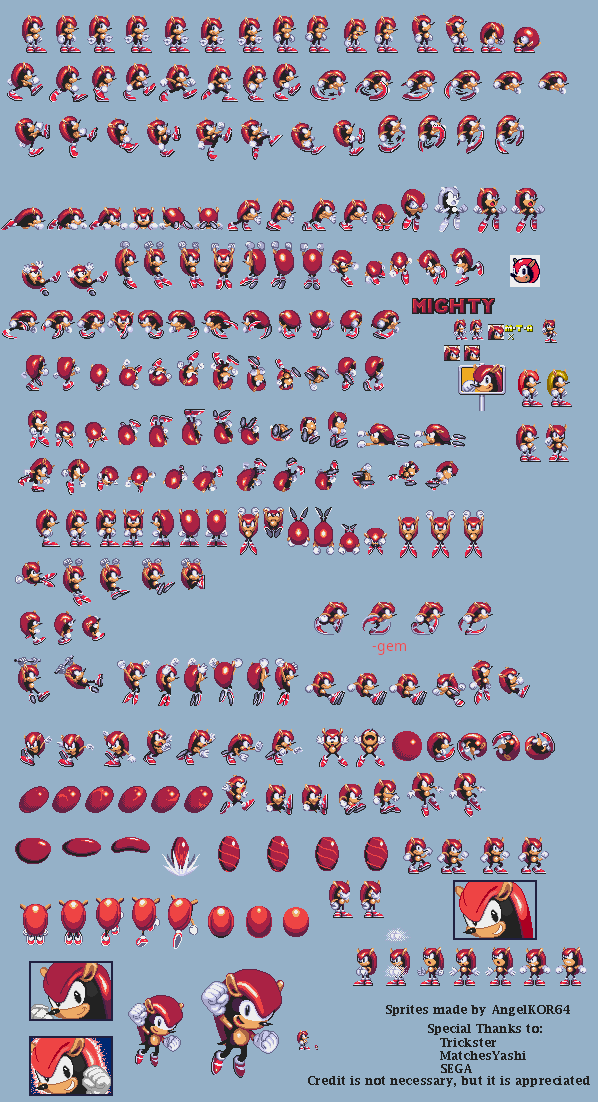 MIGHTY
M·T·A
X
-gem
Sprites made by AngelKOR64
Special Thanks to:
Trickster
MatchesYashi
SEGA
Credit is not necessary, but it is appreciated